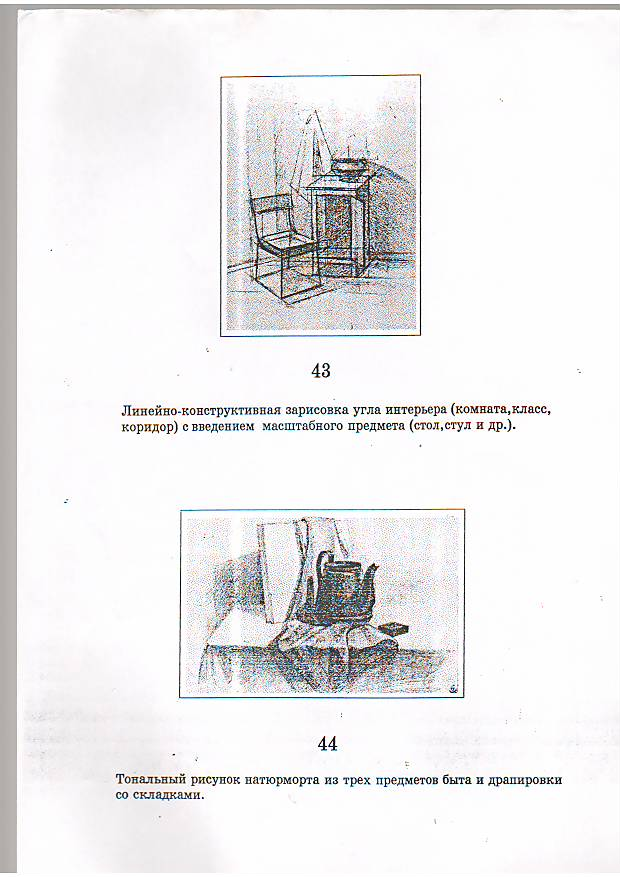 43
Линейно-конструктивная зарисовка угла интерьера (комната,класс,
коридор) с введением масштабного предмета (стол,стул и др.).
44
Тональный рисунок натюрморта из трех предметов быта и драпировки
со складками.